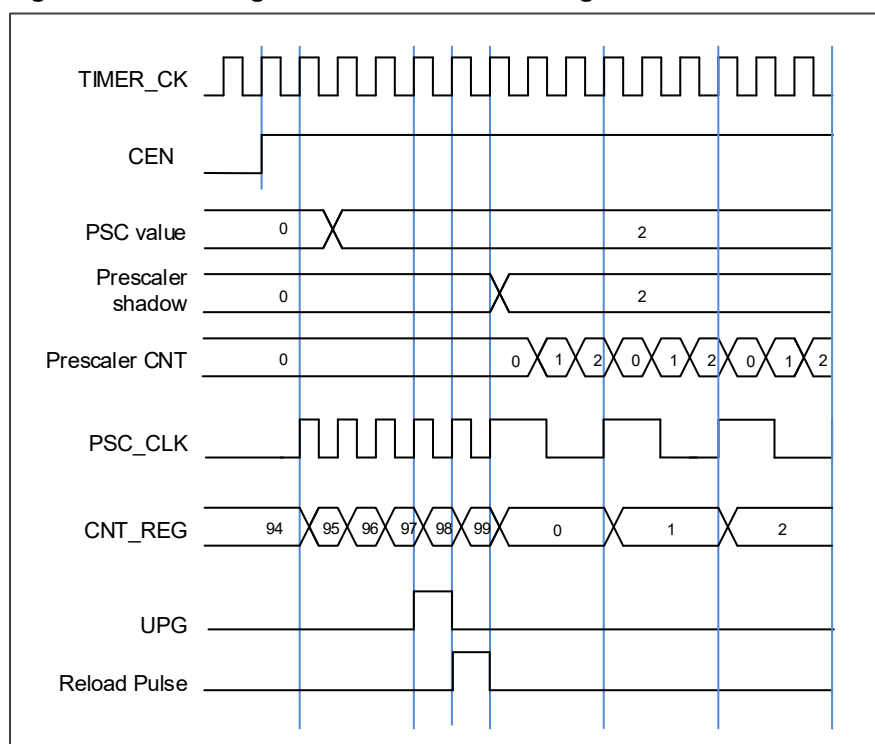 TIMER_CK
CEN
PSC value
0
2
Prescaler
shadow
0
2
Prescaler CNT
0
0 1 2 0 1 2 0 1 2
PSC_CLK
CNT_REG
94 95 96 97 98 99 0 1 2
UPG
Reload Pulse